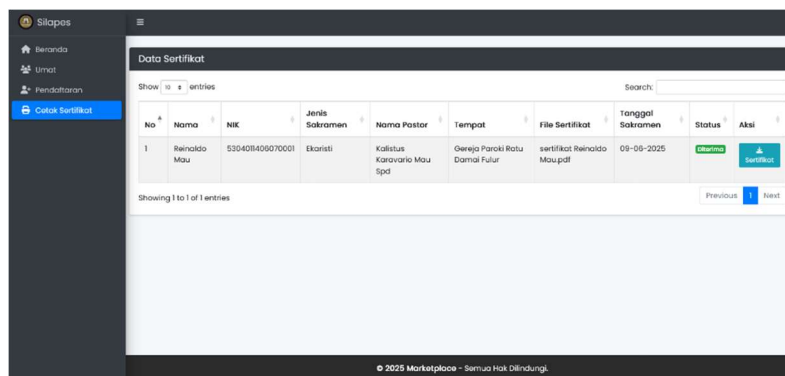 Silapes
Beranda
Umat
Pendaftaran
Cetak Sertifikat
Data Sertifikat
Show 10 entries
Search:
No Nama NIK Jenis Sakramen Nama Pastor Tempat File Sertifikat Tanggal Sakramen Status Aksi
1 Reinaldo Mau 5304011406070001 Ekaristi Kalistus Karavario Mau Spd Gereja Paroki Ratu Damai Fulur sertifikat Reinaldo Mau.pdf 09-06-2025 Diterima Sertifikat
Showing 1 to 1 of 1 entries
Previous 1 Next
© 2025 Marketplace - Semua Hak Dilindungi.